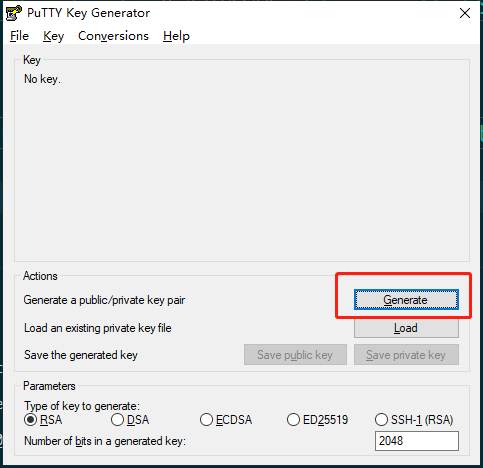 PuTTY Key Generator
File Key Conversions Help
Key
No key.
Actions
Generate a public/private key pair
Generate
Load an existing private key file
Load
Save the generated key
Save public key
Save private key
Parameters
Type of key to generate:
RSA DSA ECDSA ED25519 SSH-1 (RSA)
Number of bits in a generated key:
2048